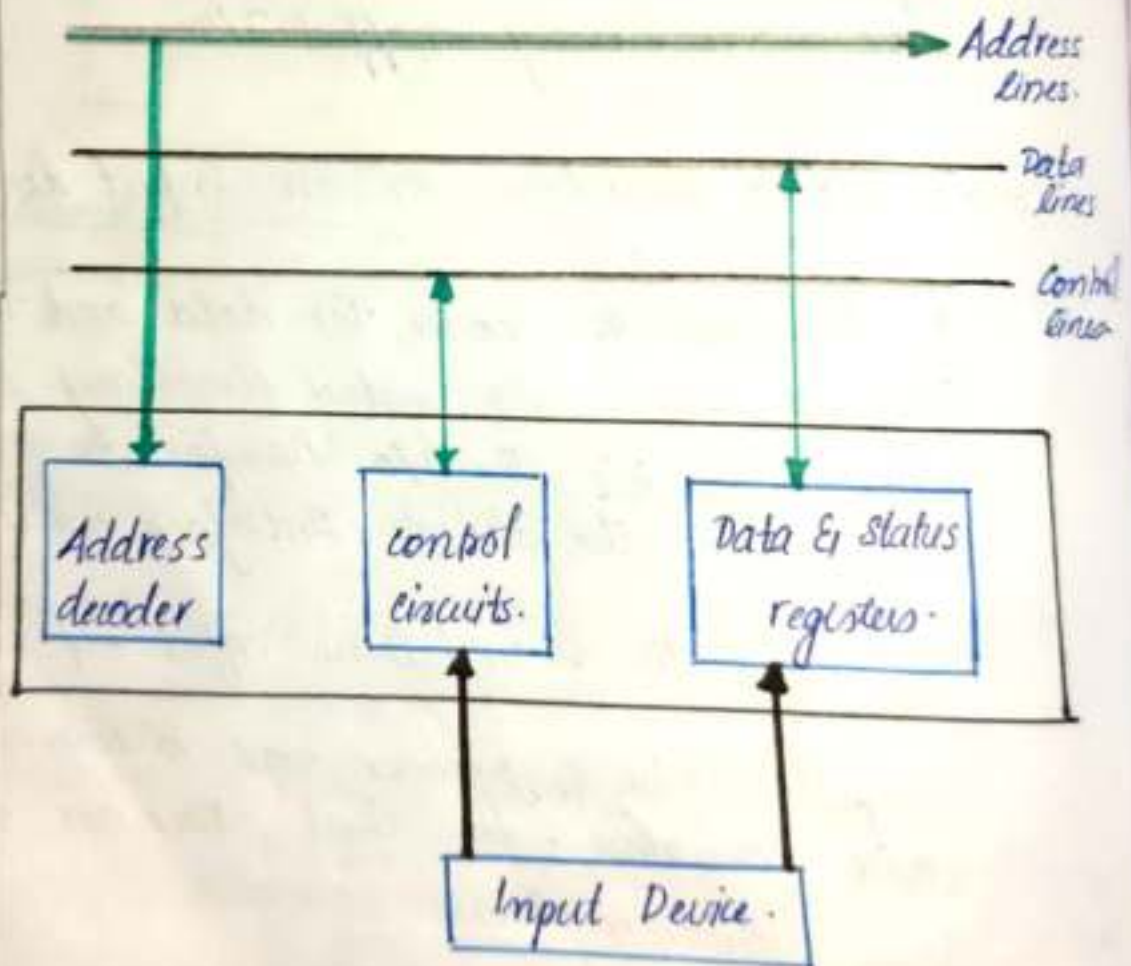 Address
lines.
Data
lines
Control
lines
Address
decoder
control
circuits.
Data & Status
registers.
Input Device.